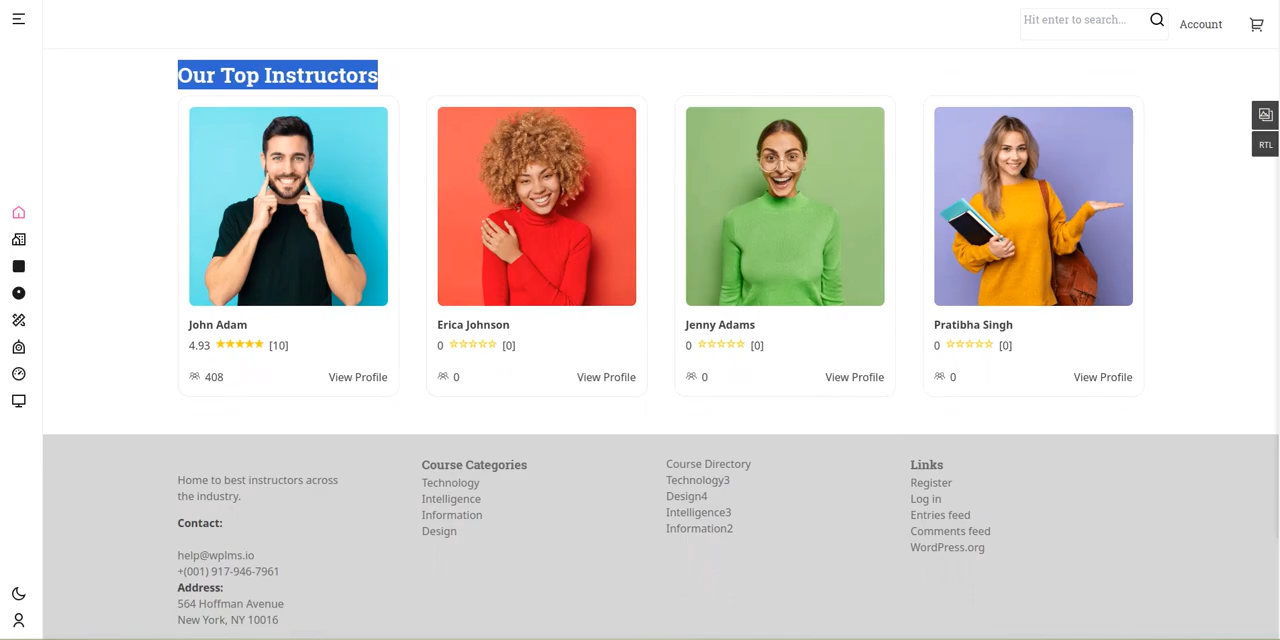 Hit enter to search...
Account
Our Top Instructors
RTL
John Adam
4.93 [10]
408 View Profile
Erica Johnson
0 [0]
0 View Profile
Jenny Adams
0 [0]
0 View Profile
Pratibha Singh
0 [0]
0 View Profile
Home to best instructors across
the industry.
Contact:
help@wplms.io
+(001) 917-946-7961
Address:
564 Hoffman Avenue
New York, NY 10016
Course Categories
Technology
Intelligence
Information
Design
Course Directory
Technology3
Design4
Intelligence3
Information2
Links
Register
Log in
Entries feed
Comments feed
WordPress.org